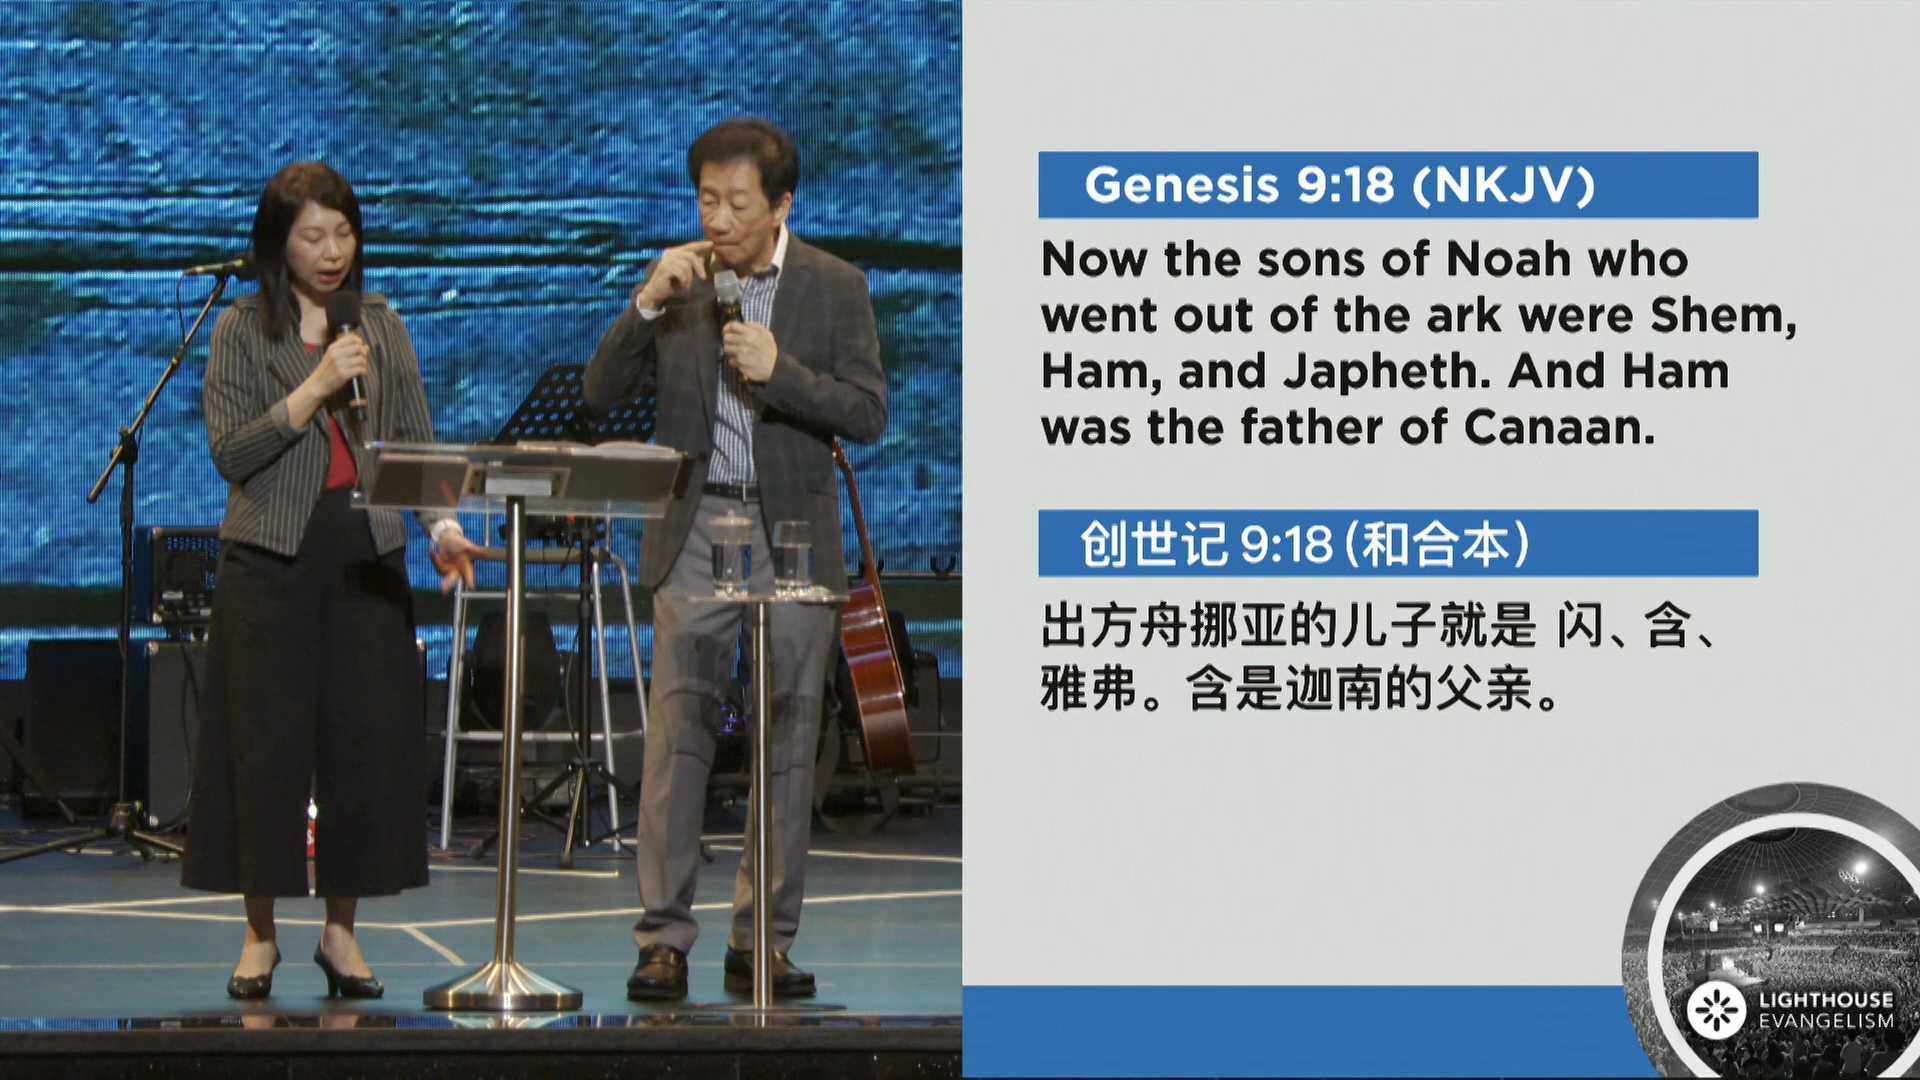 Genesis 9:18 (NKJV)
Now the sons of Noah who
went out of the ark were Shem,
Ham, and Japheth. And Ham
was the father of Canaan.
创世记 9:18 (和合本)
出方舟挪亚的儿子就是 闪、含、
雅弗。含是迦南的父亲。
LIGHTHOUSE
EVANGELISM